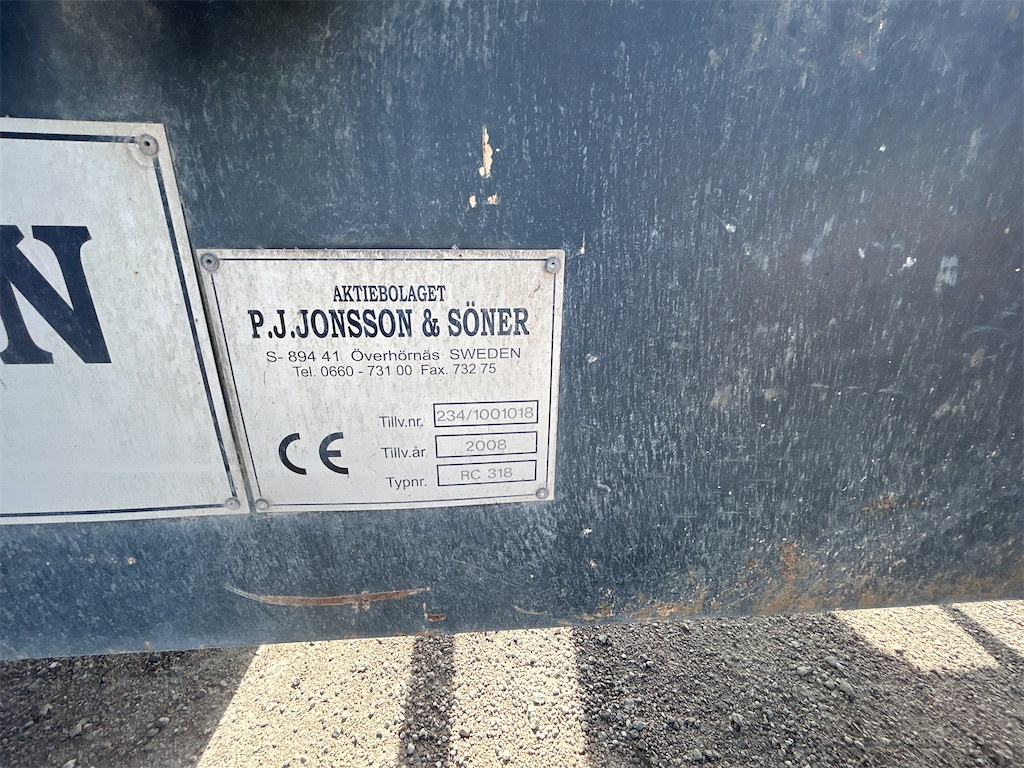 N
AKTIEBOLAGET
P.J.JONSSON & SÖNER
S- 894 41 Överhörnäs SWEDEN
Tel. 0660 - 731 00 Fax. 732 75
Tillv.nr. 234/1001018
Tillv.år 2008
Typnr. RC 318
CE